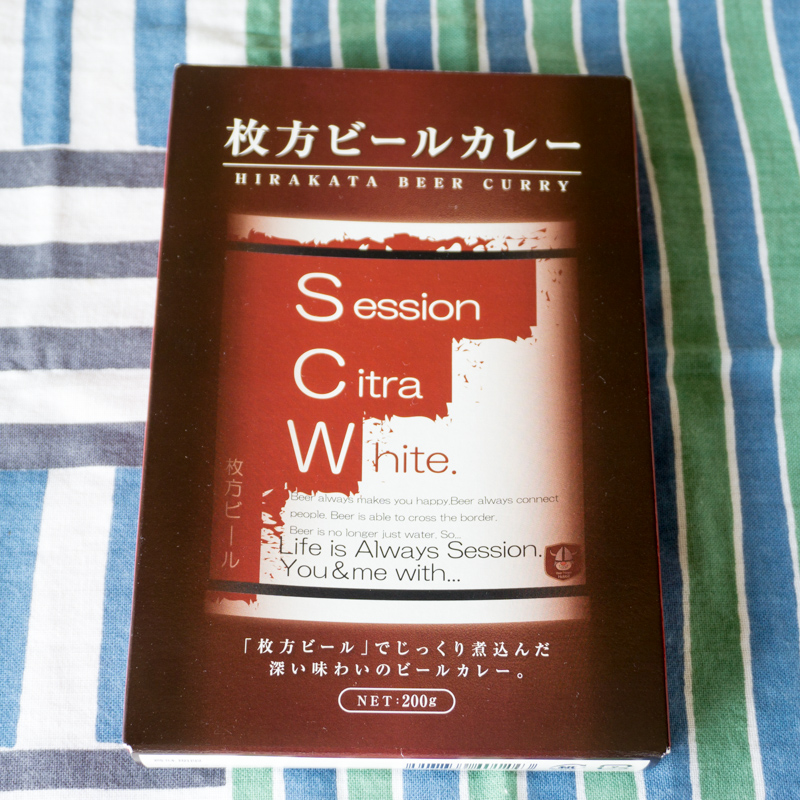 枚方ビールカレー
HIRAKATA BEER CURRY
Session
Citra
White.
枚方ビール
Beer always makes you happy.Beer always connect
people. Beer is able to cross the border.
Beer is no longer just water. So...
Life is Always Session.
You&me with...
「枚方ビール」でじっくり煮込んだ
深い味わいのビールカレー。
NET:200g